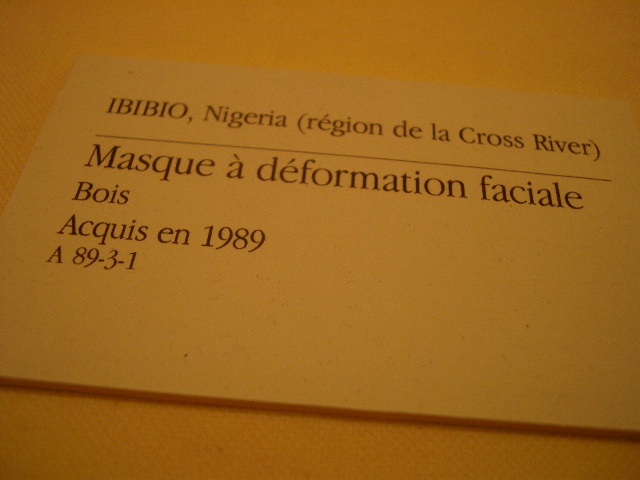 IBIBIO, Nigeria (région de la Cross River)
Masque à déformation faciale
Bois
Acquis en 1989
A 89-3-1